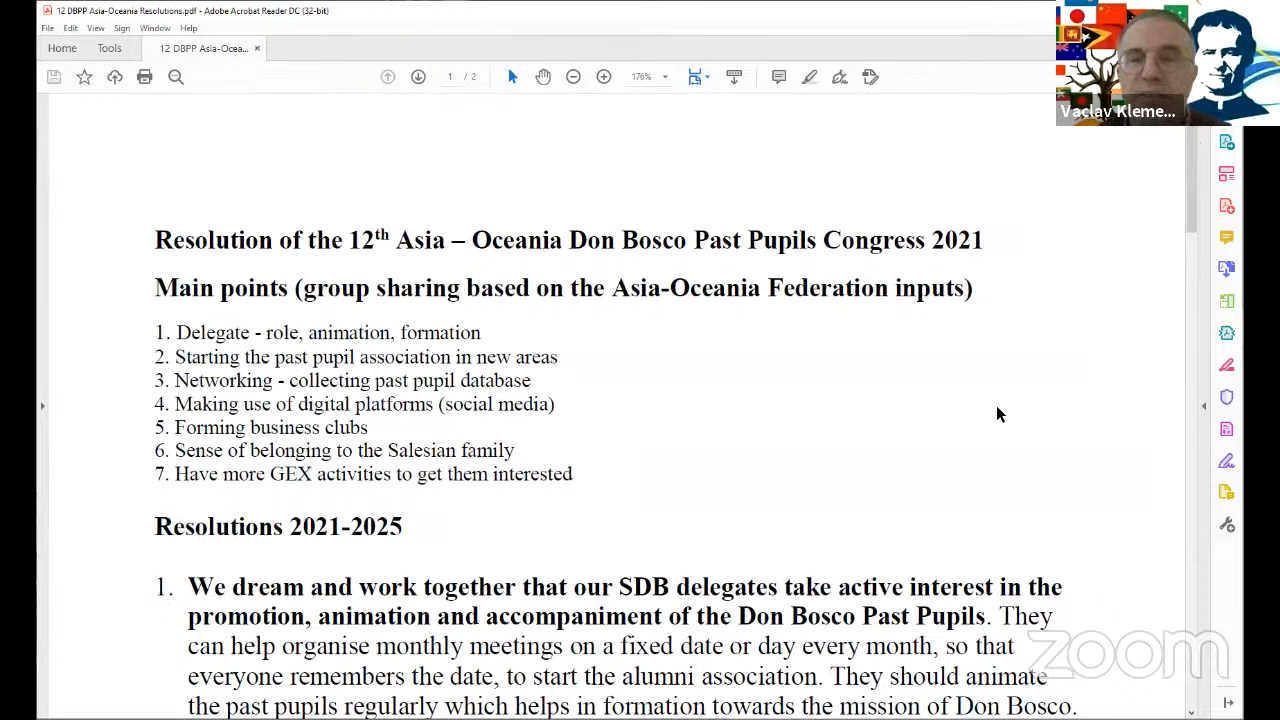 12 DBPP Asia-Oceania Resolutions.pdf - Adobe Acrobat Reader DC (32-bit)
File Edit View Sign Window Help
Home Tools 12 DBPP Asia-Ocea... ×
1 / 2 176%
Vaclav Kleme...
Resolution of the 12th Asia – Oceania Don Bosco Past Pupils Congress 2021
Main points (group sharing based on the Asia-Oceania Federation inputs)
1. Delegate - role, animation, formation
2. Starting the past pupil association in new areas
3. Networking - collecting past pupil database
4. Making use of digital platforms (social media)
5. Forming business clubs
6. Sense of belonging to the Salesian family
7. Have more GEX activities to get them interested
Resolutions 2021-2025
1. We dream and work together that our SDB delegates take active interest in the
promotion, animation and accompaniment of the Don Bosco Past Pupils. They
can help organise monthly meetings on a fixed date or day every month, so that
everyone remembers the date, to start the alumni association. They should animate
the past pupils regularly which helps in formation towards the mission of Don Bosco.
zoom